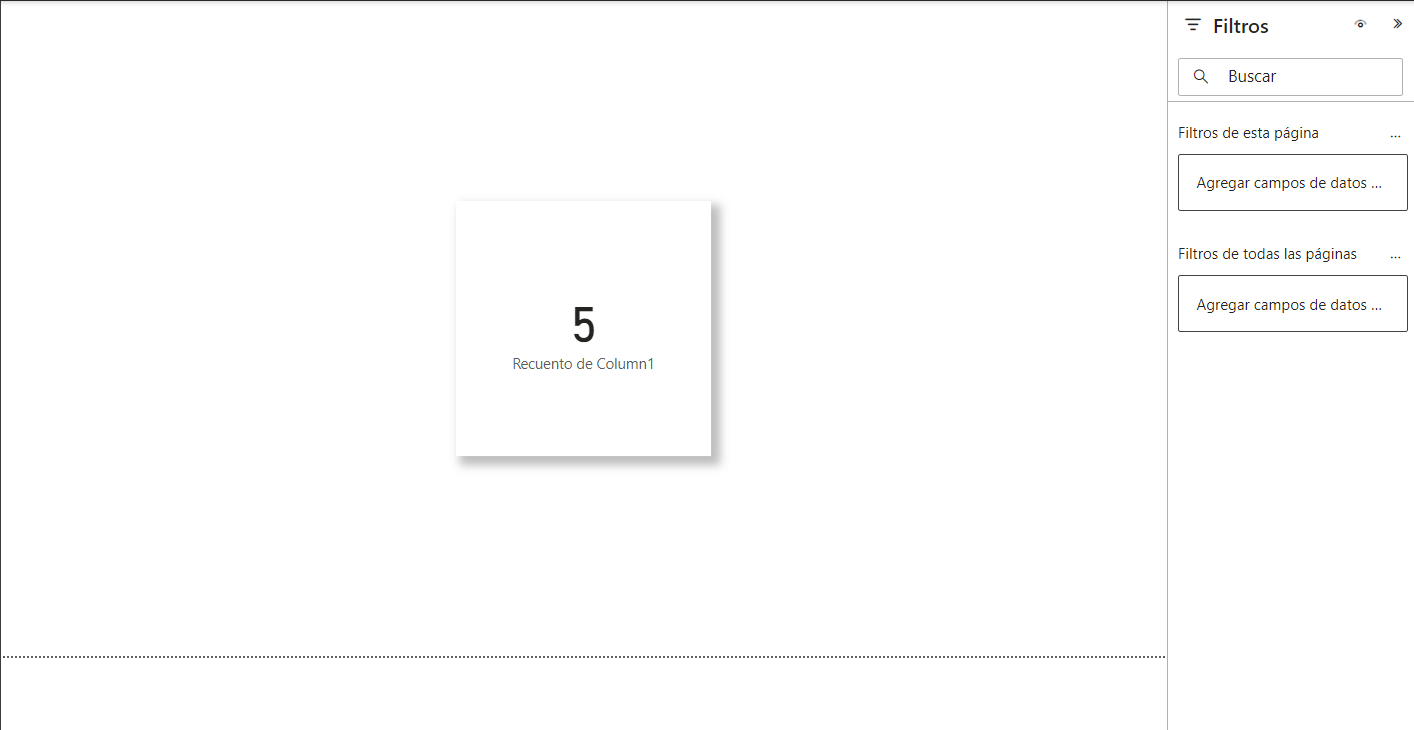 Filtros
Buscar
Filtros de esta página
...
Agregar campos de datos ...
Filtros de todas las páginas
...
Agregar campos de datos ...
5
Recuento de Column1